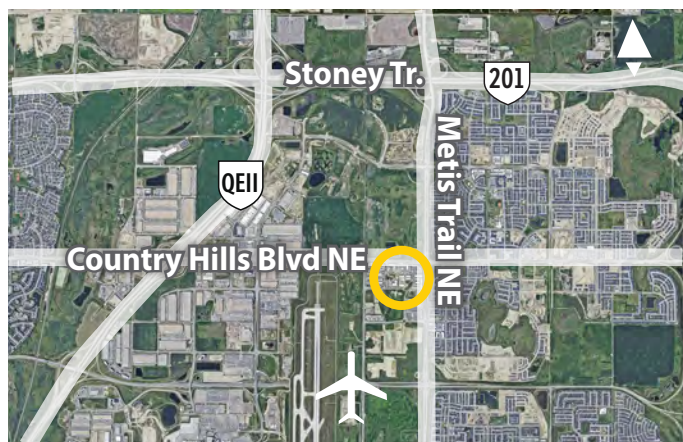 Stoney Tr.
201
Metis Trail NE
QEII
Country Hills Blvd NE